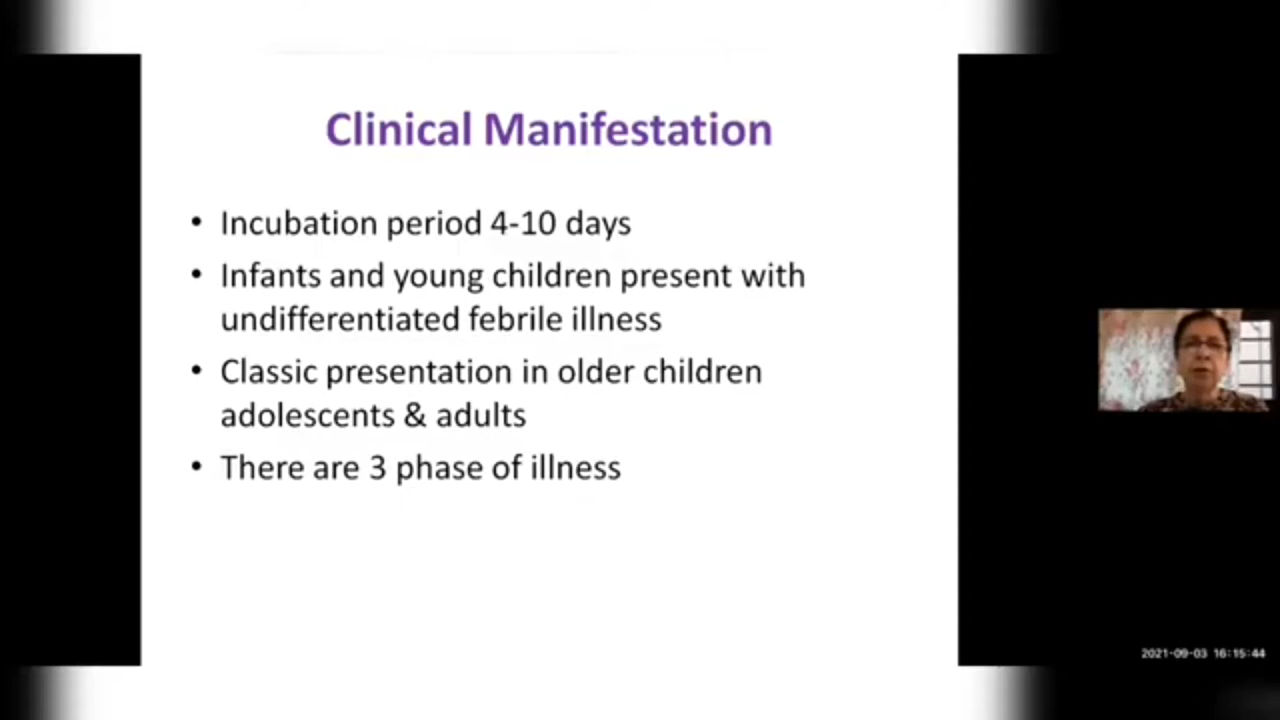 Clinical Manifestation
• Incubation period 4-10 days
• Infants and young children present with
undifferentiated febrile illness
• Classic presentation in older children
adolescents & adults
• There are 3 phase of illness
2021-09-03 16:15:44